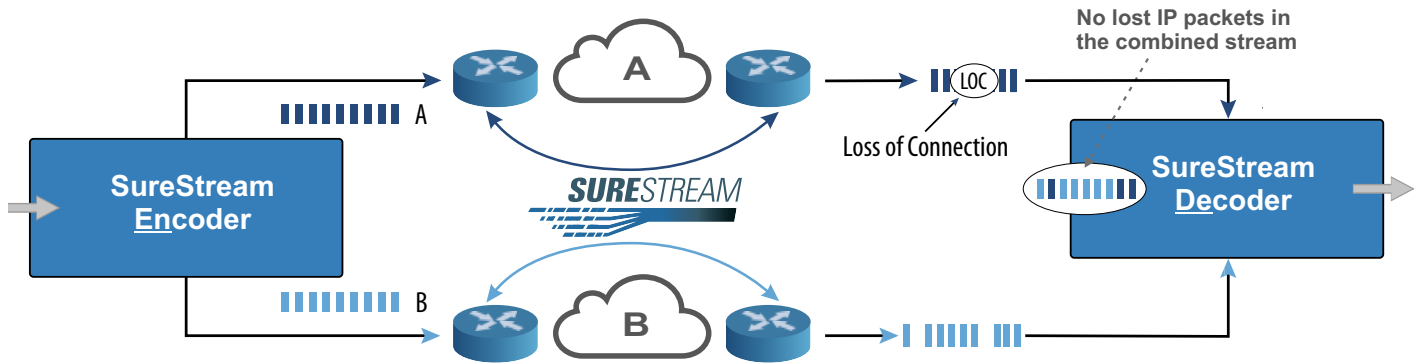 No lost IP packets in
the combined stream
A
A
LOC
Loss of Connection
SureStream
Encoder
SURESTREAM
SureStream
Decoder
B
B